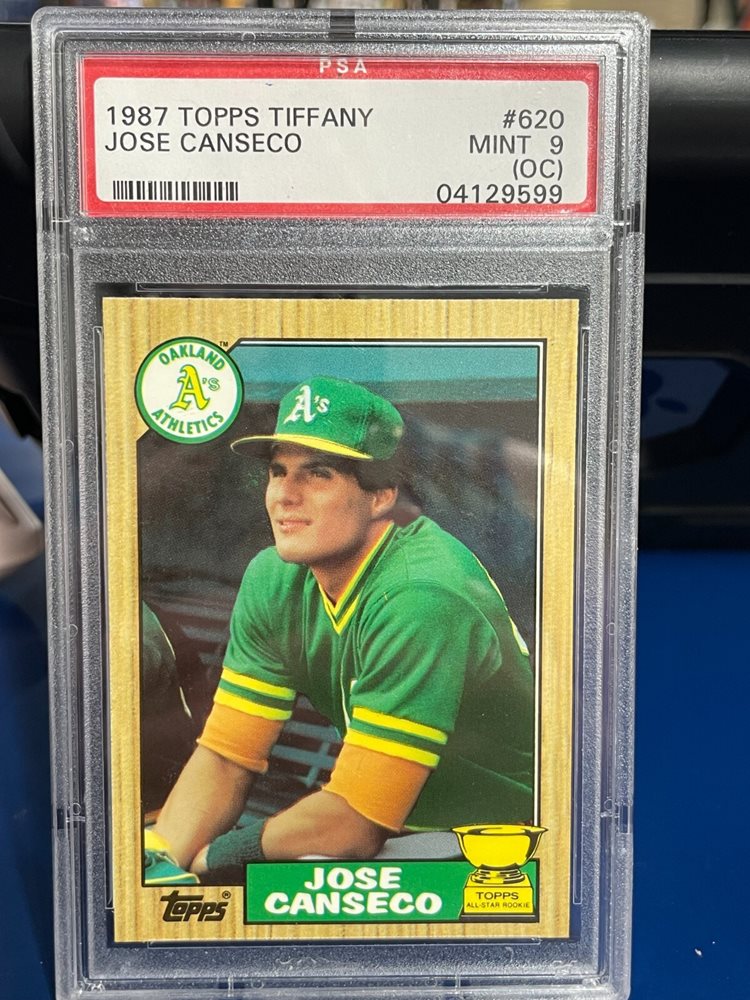 PSA
1987 TOPPS TIFFANY #620
JOSE CANSECO MINT 9
(OC)
04129599
OAKLAND ™
A's
ATHLETICS
A's
JOSE
CANSECO
topps®
TOPPS
ALL-STAR ROOKIE